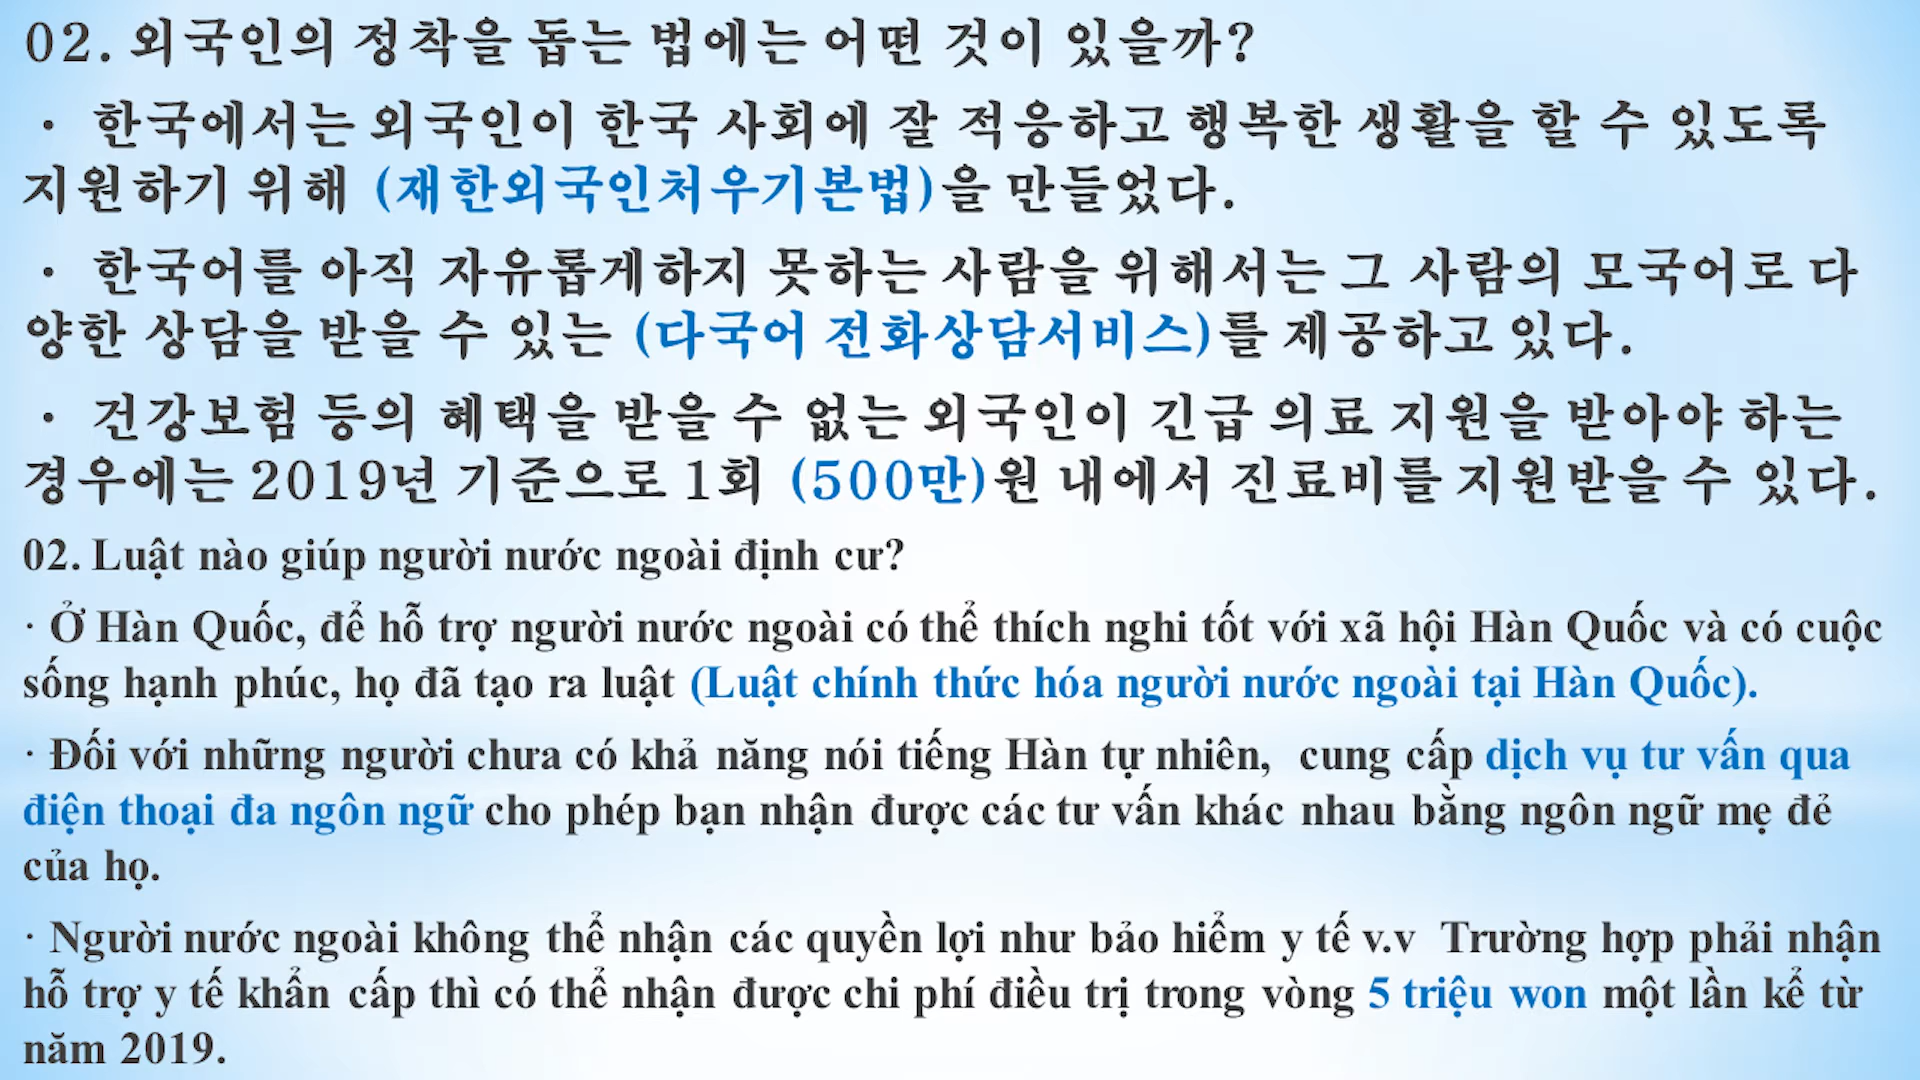 02. 외국인의 정착을 돕는 법에는 어떤 것이 있을까?
· 한국에서는 외국인이 한국 사회에 잘 적응하고 행복한 생활을 할 수 있도록
지원하기 위해 (재한외국인처우기본법)을 만들었다.
· 한국어를 아직 자유롭게하지 못하는 사람을 위해서는 그 사람의 모국어로 다
양한 상담을 받을 수 있는 (다국어 전화상담서비스)를 제공하고 있다.
· 건강보험 등의 혜택을 받을 수 없는 외국인이 긴급 의료 지원을 받아야 하는
경우에는 2019년 기준으로 1회 (500만)원 내에서 진료비를 지원받을 수 있다.
02. Luật nào giúp người nước ngoài định cư?
· Ở Hàn Quốc, để hỗ trợ người nước ngoài có thể thích nghi tốt với xã hội Hàn Quốc và có cuộc
sống hạnh phúc, họ đã tạo ra luật (Luật chính thức hóa người nước ngoài tại Hàn Quốc).
· Đối với những người chưa có khả năng nói tiếng Hàn tự nhiên, cung cấp dịch vụ tư vấn qua
điện thoại đa ngôn ngữ cho phép bạn nhận được các tư vấn khác nhau bằng ngôn ngữ mẹ đẻ
của họ.
· Người nước ngoài không thể nhận các quyền lợi như bảo hiểm y tế v.v Trường hợp phải nhận
hỗ trợ y tế khẩn cấp thì có thể nhận được chi phí điều trị trong vòng 5 triệu won một lần kể từ
năm 2019.